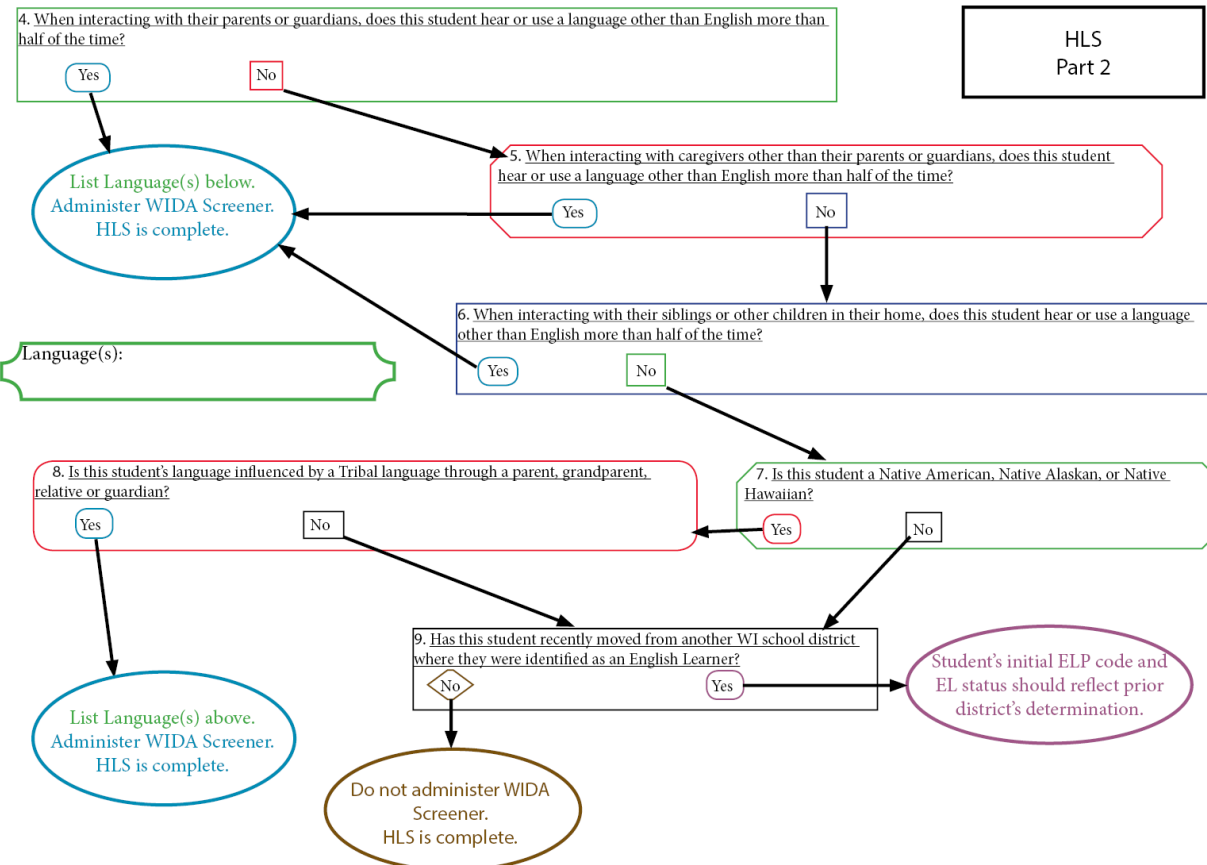 4. When interacting with their parents or guardians, does this student hear or use a language other than English more than
half of the time?
Yes
No
HLS
Part 2
5. When interacting with caregivers other than their parents or guardians, does this student
hear or use a language other than English more than half of the time?
Yes
No
List Language(s) below.
Administer WIDA Screener.
HLS is complete.
6. When interacting with their siblings or other children in their home, does this student hear or use a language
other than English more than half of the time?
Yes
No
Language(s):
8. Is this student's language influenced by a Tribal language through a parent, grandparent,
relative or guardian?
Yes
No
7. Is this student a Native American, Native Alaskan, or Native
Hawaiian?
Yes
No
9. Has this student recently moved from another WI school district
where they were identified as an English Learner?
No
Yes
Student's initial ELP code and
EL status should reflect prior
district's determination.
List Language(s) above.
Administer WIDA Screener.
HLS is complete.
Do not administer WIDA
Screener.
HLS is complete.